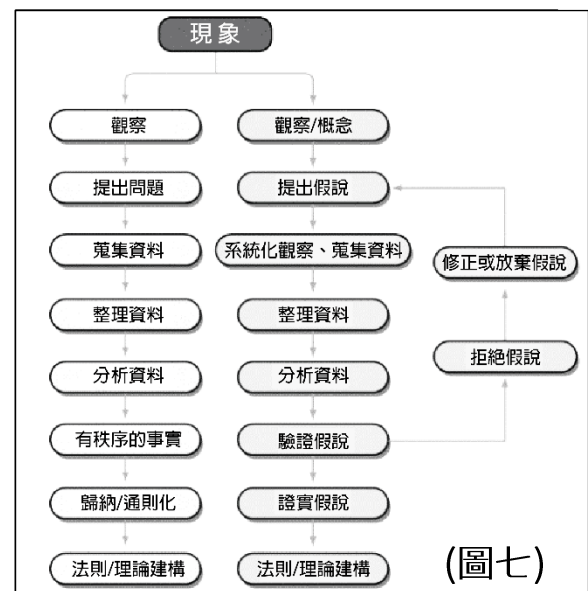 現象
觀察
觀察/概念
提出問題
提出假說
蒐集資料
系統化觀察、蒐集資料
修正或放棄假說
整理資料
整理資料
拒絕假說
分析資料
分析資料
有秩序的事實
驗證假說
歸納/通則化
證實假說
法則/理論建構
法則/理論建構
(圖七)